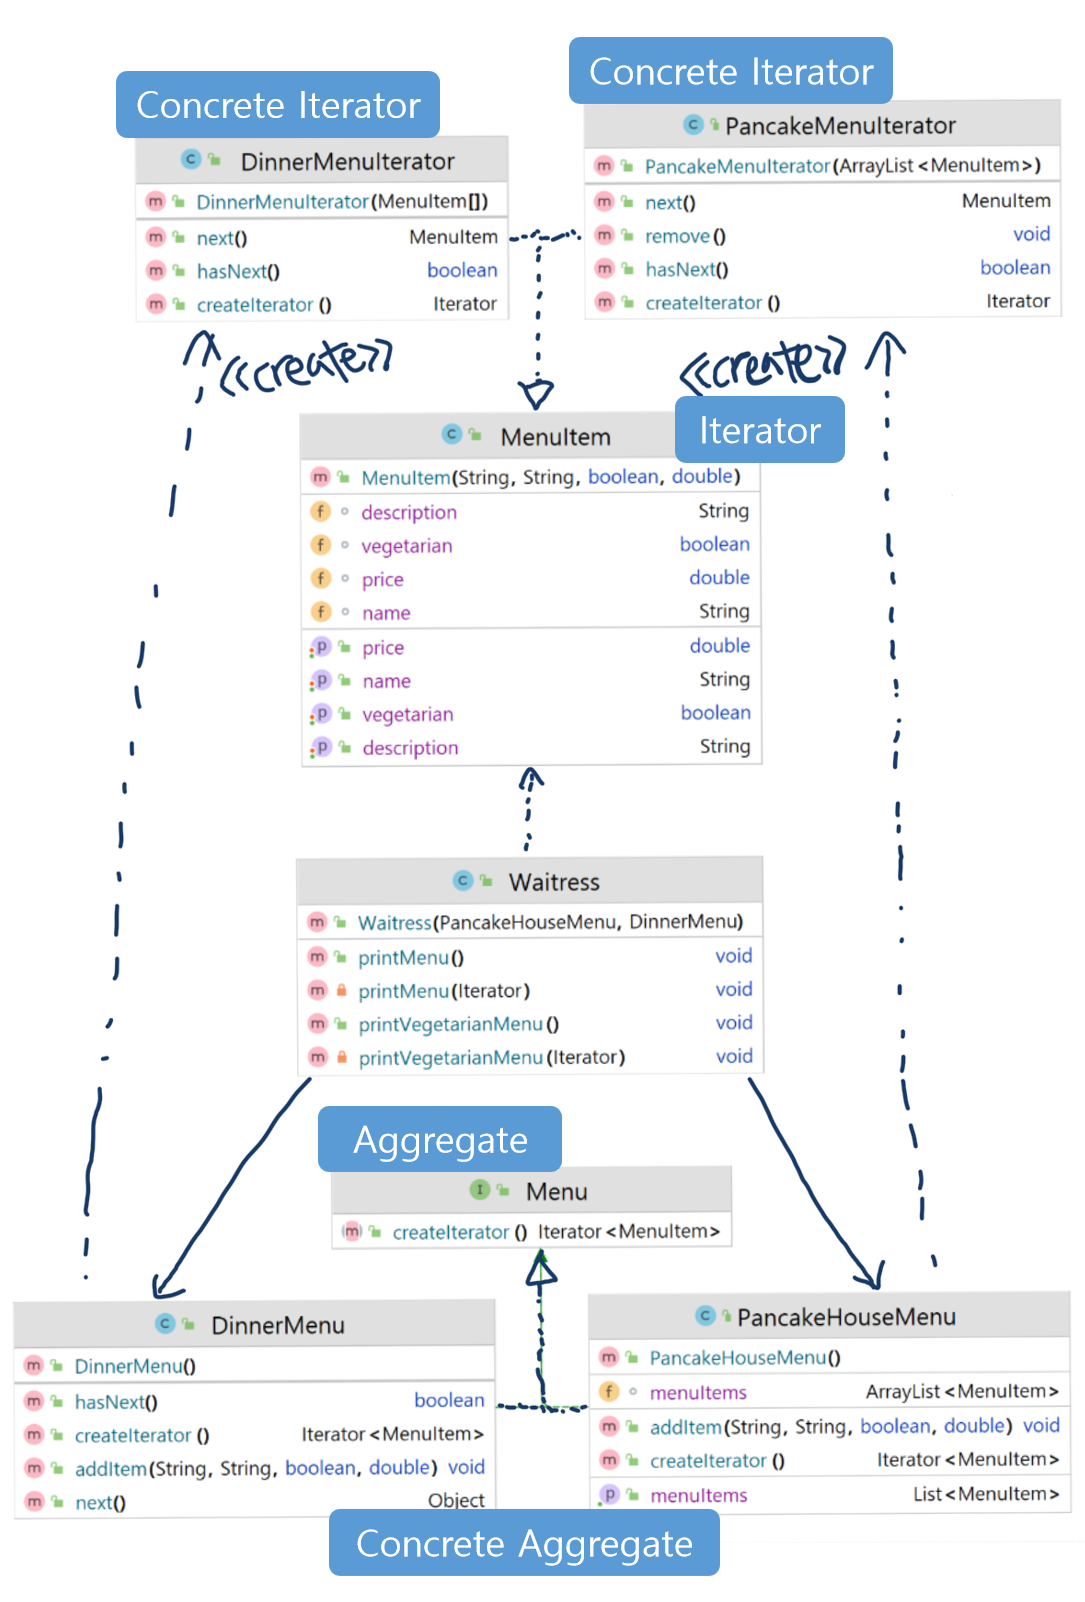 Concrete Iterator
Concrete Iterator
DinnerMenuIterator
DinnerMenuIterator(MenuItem[])
next() MenuItem
hasNext() boolean
createIterator () Iterator
PancakeMenuIterator
PancakeMenuIterator(ArrayList<MenuItem>)
next() MenuItem
remove() void
hasNext() boolean
createIterator () Iterator
<<create>>
<<create>>
Iterator
MenuItem
MenuItem(String, String, boolean, double)
description String
vegetarian boolean
price double
name String
price double
name String
vegetarian boolean
description String
Waitress
Waitress(PancakeHouseMenu, DinnerMenu)
printMenu() void
printMenu(Iterator) void
printVegetarianMenu() void
printVegetarianMenu(Iterator) void
Aggregate
Menu
createIterator () Iterator<MenuItem>
DinnerMenu
DinnerMenu()
hasNext() boolean
createIterator () Iterator<MenuItem>
addItem(String, String, boolean, double) void
next() Object
PancakeHouseMenu
PancakeHouseMenu()
menuItems ArrayList<MenuItem>
addItem(String, String, boolean, double) void
createIterator () Iterator<MenuItem>
menuItems List<MenuItem>
Concrete Aggregate